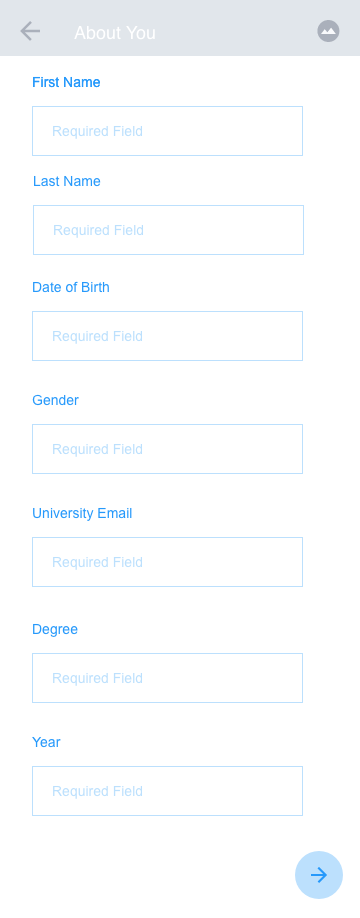 About You
First Name
Required Field
Last Name
Required Field
Date of Birth
Required Field
Gender
Required Field
University Email
Required Field
Degree
Required Field
Year
Required Field